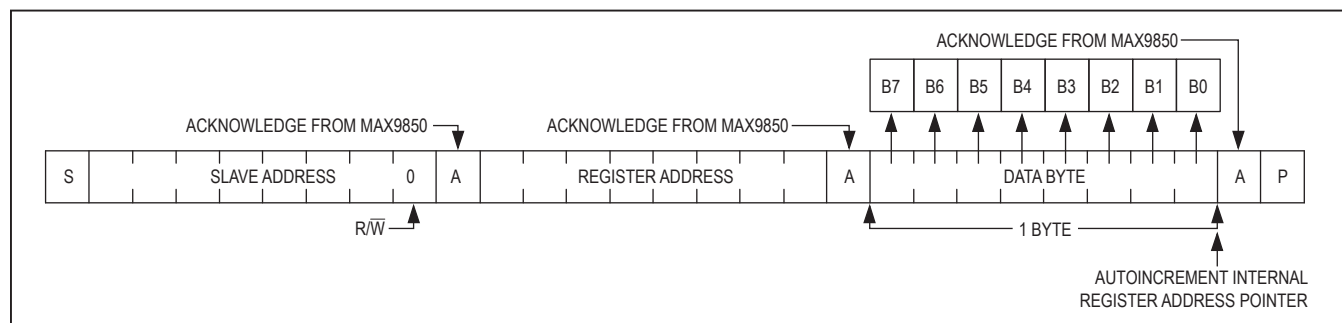 ACKNOWLEDGE FROM MAX9850
B7 B6 B5 B4 B3 B2 B1 B0
ACKNOWLEDGE FROM MAX9850 ACKNOWLEDGE FROM MAX9850
S SLAVE ADDRESS 0 A REGISTER ADDRESS A DATA BYTE A P
R/W̅ 1 BYTE
AUTOINCREMENT INTERNAL
REGISTER ADDRESS POINTER